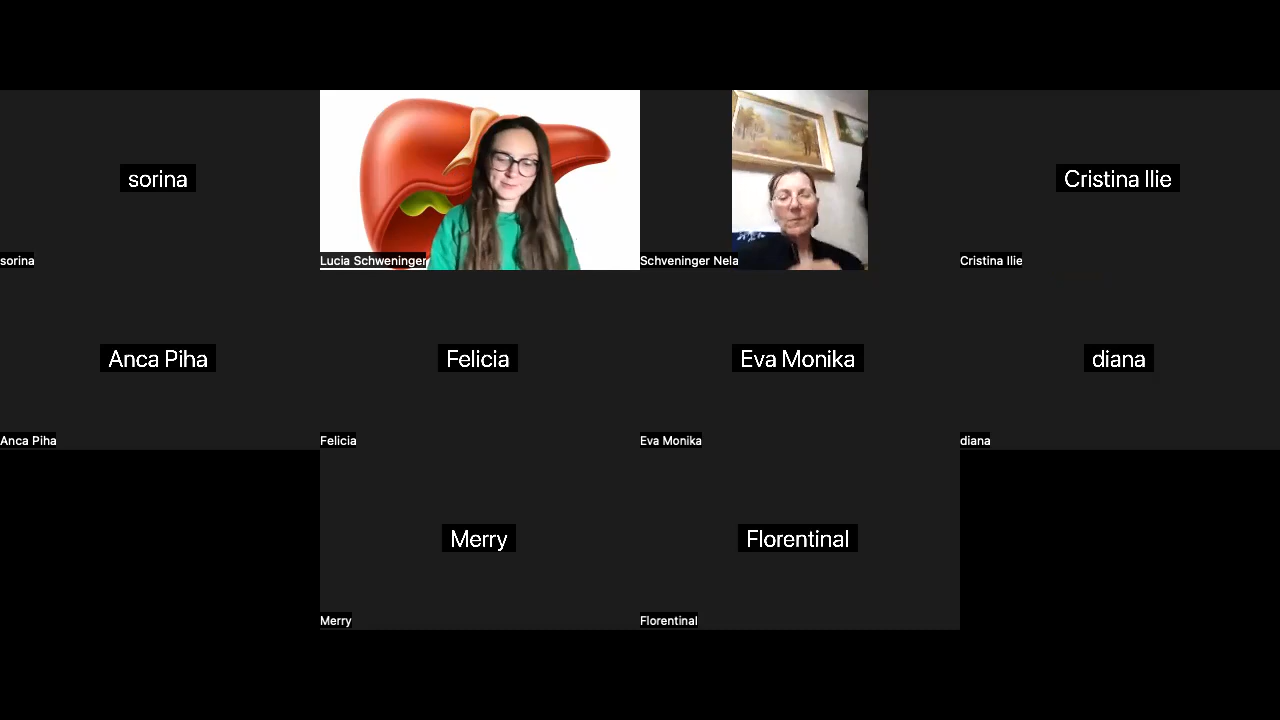 sorina
sorina
Lucia Schweninger
Schveninger Nela
Cristina Ilie
Cristina Ilie
Anca Piha
Anca Piha
Felicia
Felicia
Eva Monika
Eva Monika
diana
diana
Merry
Merry
Florentinal
Florentinal